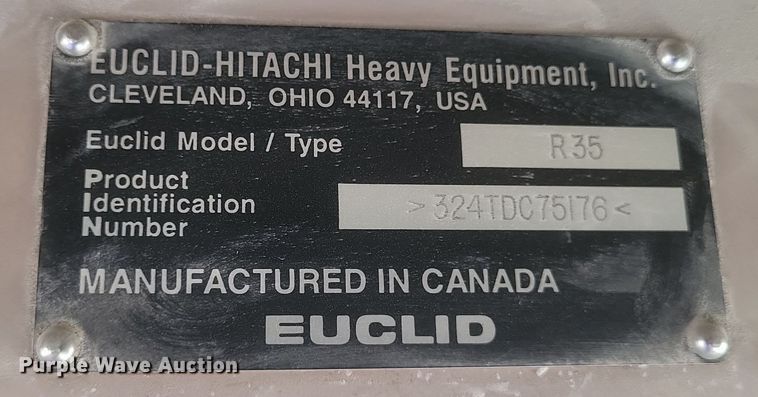 EUCLID-HITACHI Heavy Equipment, Inc.
CLEVELAND, OHIO 44117, USA
Euclid Model / Type R35
Product
Identification
Number >324TDC75176<
MANUFACTURED IN CANADA
EUCLID
Purple Wave Auction